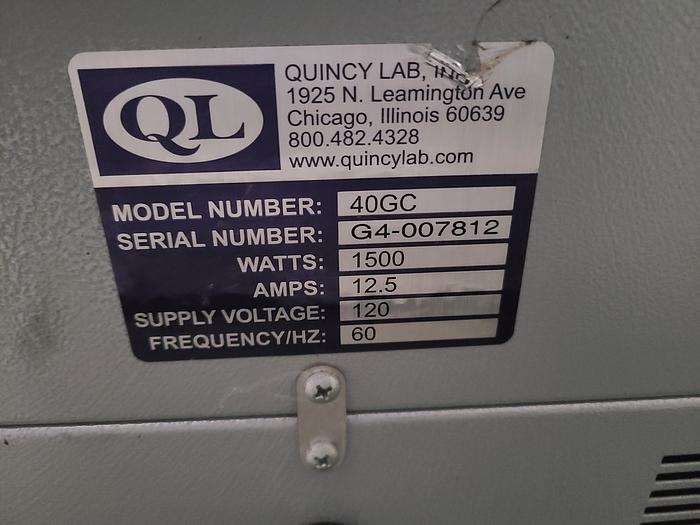 QL
QUINCY LAB,
1925 N. Leamington Ave
Chicago, Illinois 60639
800.482.4328
www.quincylab.com
MODEL NUMBER: 40GC
SERIAL NUMBER: G4-007812
WATTS: 1500
AMPS: 12.5
SUPPLY VOLTAGE: 120
FREQUENCY/HZ: 60